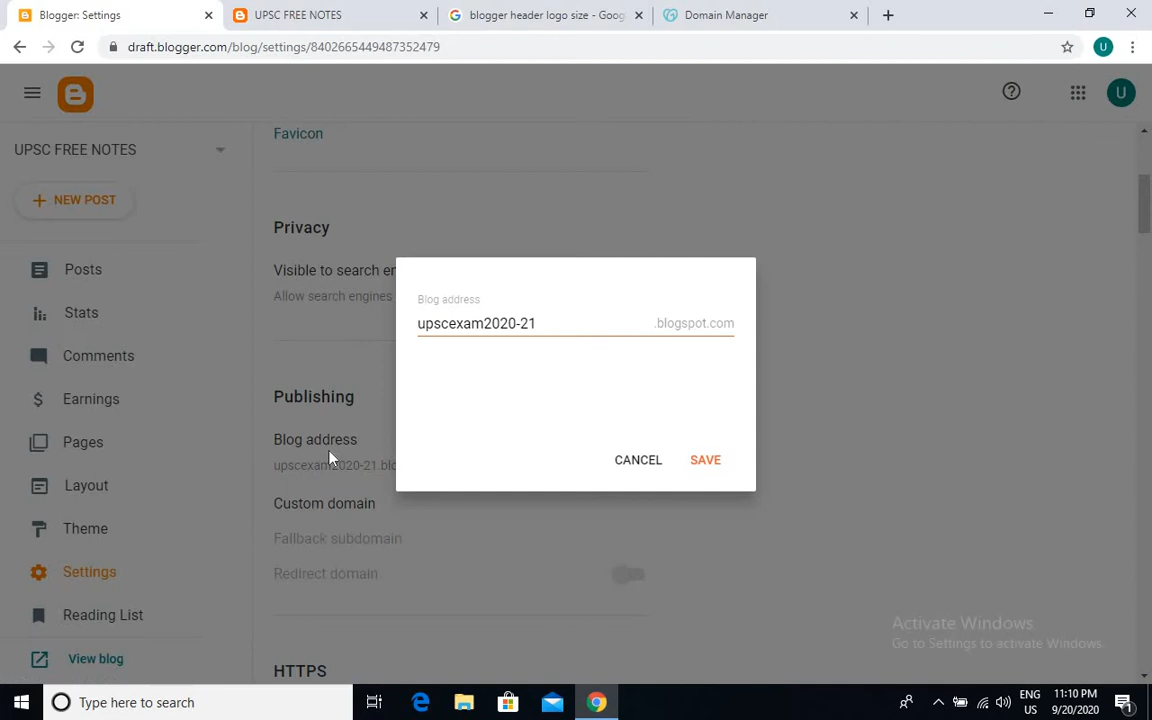 Blogger: Settings
UPSC FREE NOTES
blogger header logo size - Goog
Domain Manager
draft.blogger.com/blog/settings/8402665449487352479
U
U
UPSC FREE NOTES
NEW POST
Posts
Stats
Comments
Earnings
Pages
Layout
Theme
Settings
Reading List
View blog
Favicon
Privacy
Visible to search en
Allow search engines
Publishing
Blog address
upscexam2020-21.blo
Custom domain
Fallback subdomain
Redirect domain
HTTPS
Blog address
upscexam2020-21 .blogspot.com
CANCEL SAVE
Activate Windows
Go to Settings to activate Windows.
Type here to search
ENG
US
11:10 PM
9/20/2020
1